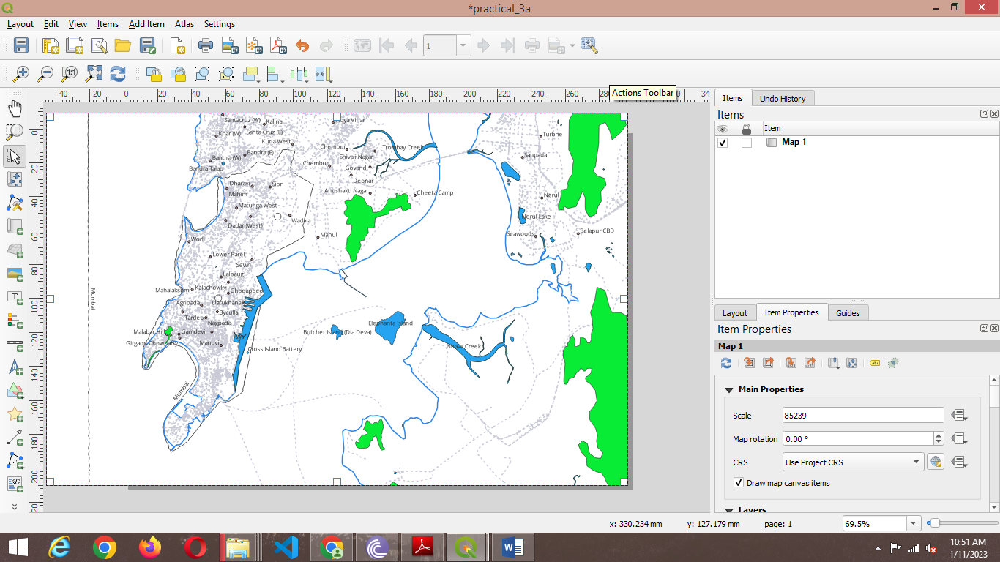 *practical_3a
Layout Edit View Items Add Item Atlas Settings
1
1:1
Actions Toolbar
-40 -20 0 20 40 60 80 100 120 140 160 180 200 220 240 260 280 34
0
20
40
60
80
100
120
140
160
180
200
20
Santacruz (W)
Kalina
Turbhe
Khar (W)
Santa Cruz (E)
Kurla West
Chembur
Trombay Creek
Bandra (W)
Bandra (E)
Shivaji Nagar
Sanpada
Bandra Talao
Chembur
Govandi
Deonar
Dharavi
Sion
Anushakti Nagar
Cheeta Camp
Mahim
Nerul
Matunga West
Wadala
Nerul Lake
Dadar (West)
Mahul
Seawoods
Belapur CBD
Worli
Lower Parel
Sewri
Lalbaug
Mahalakshmi
Kalachowky
Ghodapdeo
Mumbai
Agripada
Darukhana
Byculla
Tardeo
Nagpada
Elephanta Island
Malabar Hill
Gamdevi
Butcher Island (Dia Deva)
Girgaon Chowpatty
Mandvi
Nhava Creek
Cross Island Battery
Mumbai
Items Undo History
Items
Item
Map 1
Layout Item Properties Guides
Item Properties
Map 1
abc
Main Properties
Scale 85239
Map rotation 0.00 °
CRS Use Project CRS
Draw map canvas items
Layers
x: 330.234 mm y: 127.179 mm page: 1 69.5%
10:51 AM
1/11/2023